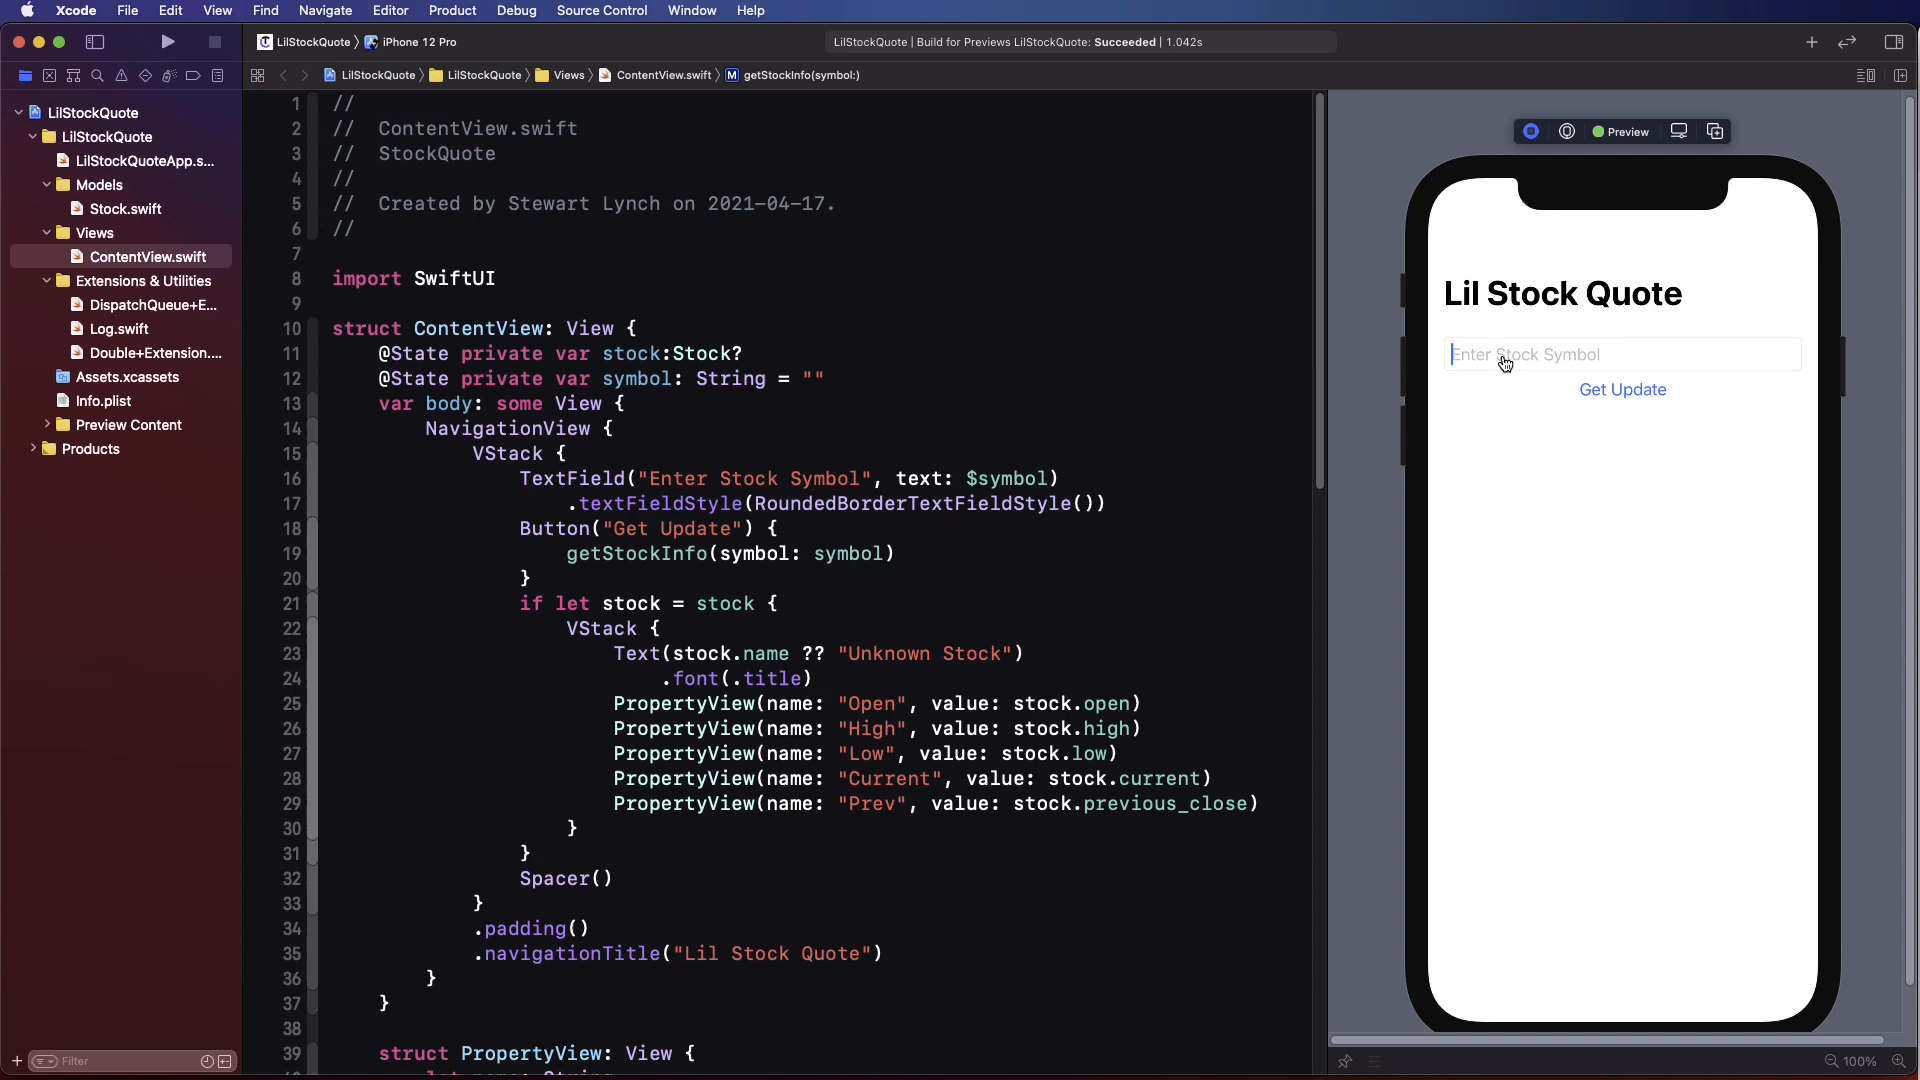 Xcode File Edit View Find Navigate Editor Product Debug Source Control Window Help
LilStockQuote iPhone 12 Pro
LilStockQuote | Build for Previews LilStockQuote: Succeeded | 1.042s
LilStockQuote LilStockQuote Views ContentView.swift M getStockInfo(symbol:)
LilStockQuote
LilStockQuote
LilStockQuoteApp.s...
Models
Stock.swift
Views
ContentView.swift
Extensions & Utilities
DispatchQueue+E...
Log.swift
Double+Extension....
Assets.xcassets
Info.plist
Preview Content
Products
Filter
1 //
2 // ContentView.swift
3 // StockQuote
4 //
5 // Created by Stewart Lynch on 2021-04-17.
6 //
7
8 import SwiftUI
9
10 struct ContentView: View {
11 @State private var stock:Stock?
12 @State private var symbol: String = ""
13 var body: some View {
14 NavigationView {
15 VStack {
16 TextField("Enter Stock Symbol", text: $symbol)
17 .textFieldStyle(RoundedBorderTextFieldStyle())
18 Button("Get Update") {
19 getStockInfo(symbol: symbol)
20 }
21 if let stock = stock {
22 VStack {
23 Text(stock.name ?? "Unknown Stock")
24 .font(.title)
25 PropertyView(name: "Open", value: stock.open)
26 PropertyView(name: "High", value: stock.high)
27 PropertyView(name: "Low", value: stock.low)
28 PropertyView(name: "Current", value: stock.current)
29 PropertyView(name: "Prev", value: stock.previous_close)
30 }
31 }
32 Spacer()
33 }
34 .padding()
35 .navigationTitle("Lil Stock Quote")
36 }
37 }
38
39 struct PropertyView: View {
Preview
Lil Stock Quote
Enter Stock Symbol
Get Update
100%